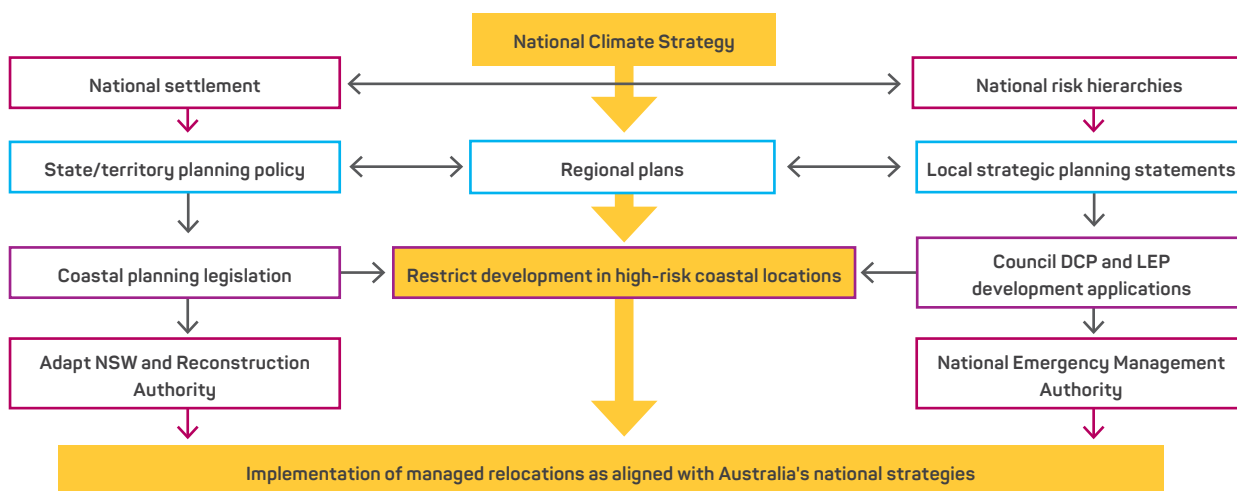 National Climate Strategy
National settlement
National risk hierarchies
State/territory planning policy
Regional plans
Local strategic planning statements
Coastal planning legislation
Restrict development in high-risk coastal locations
Council DCP and LEP
development applications
Adapt NSW and Reconstruction
Authority
National Emergency Management
Authority
Implementation of managed relocations as aligned with Australia's national strategies